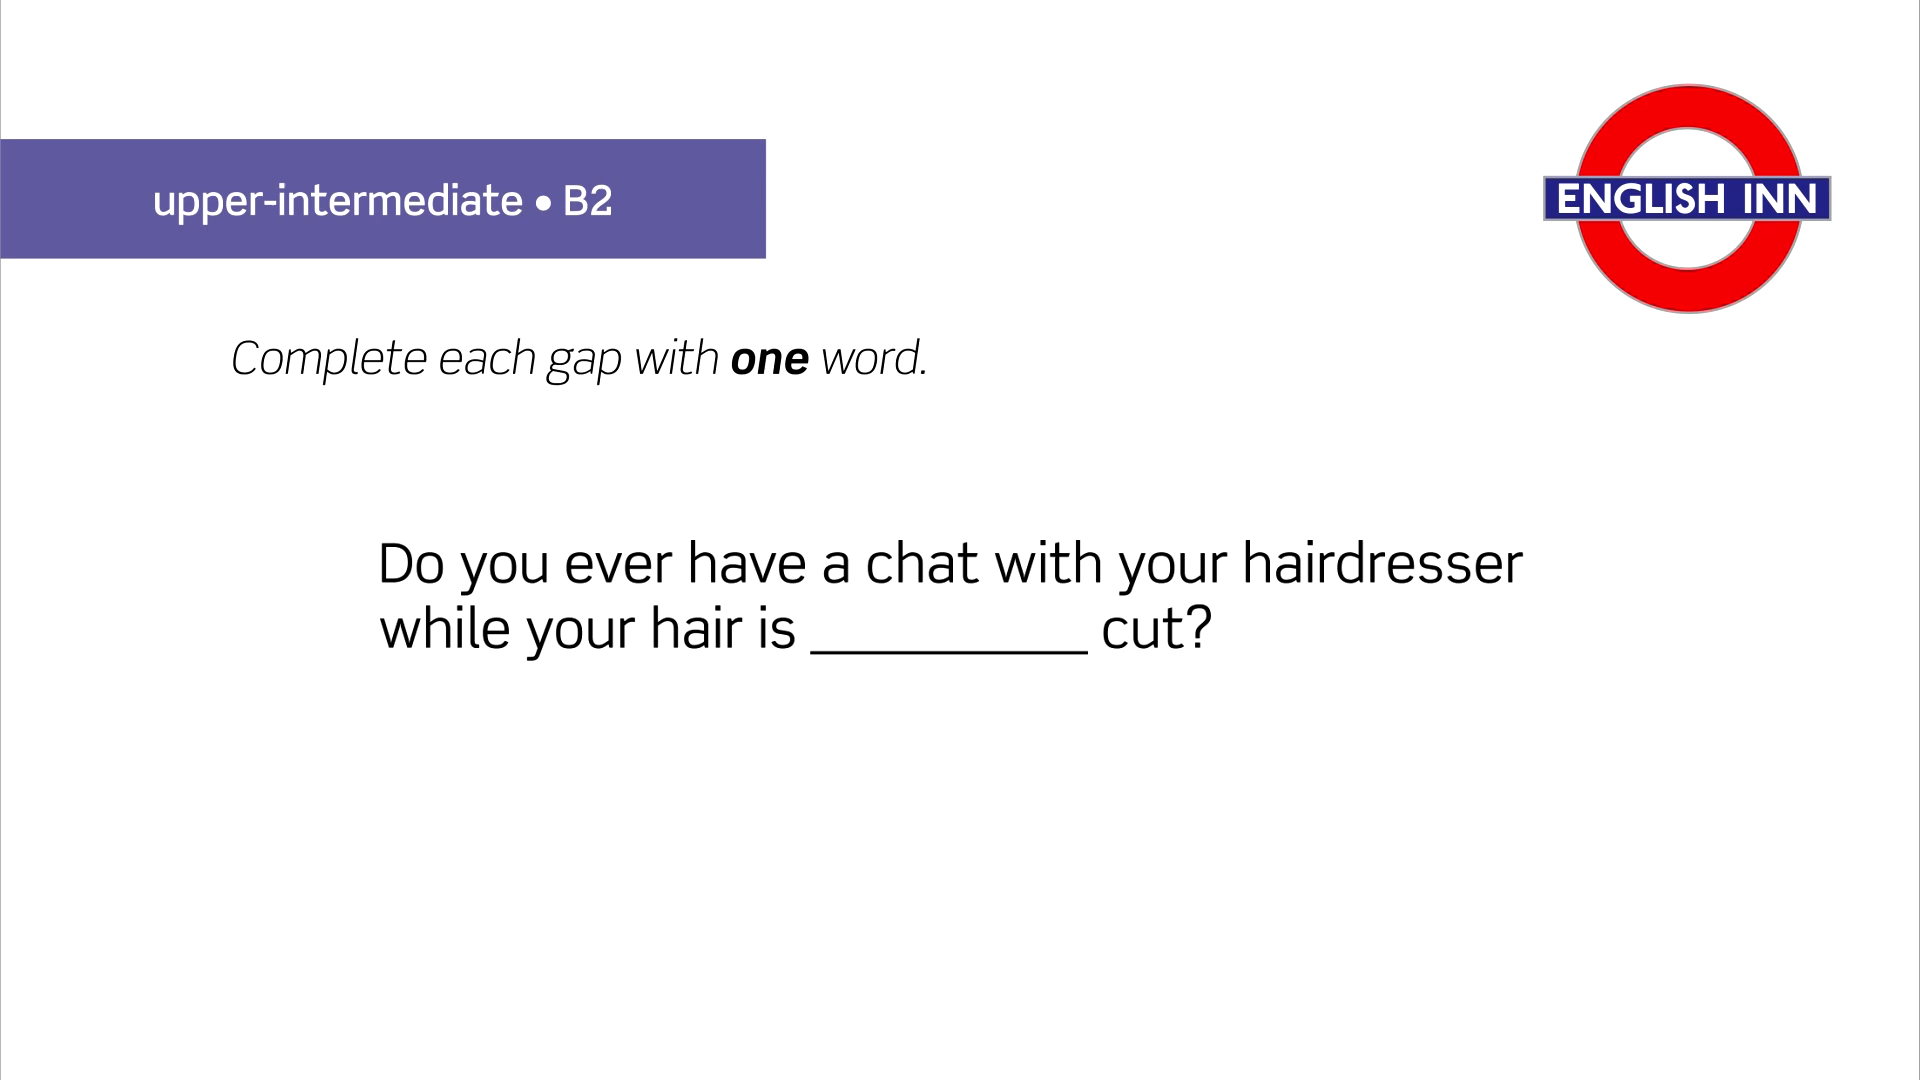 upper-intermediate • B2
ENGLISH INN
Complete each gap with one word.
Do you ever have a chat with your hairdresser
while your hair is __________ cut?